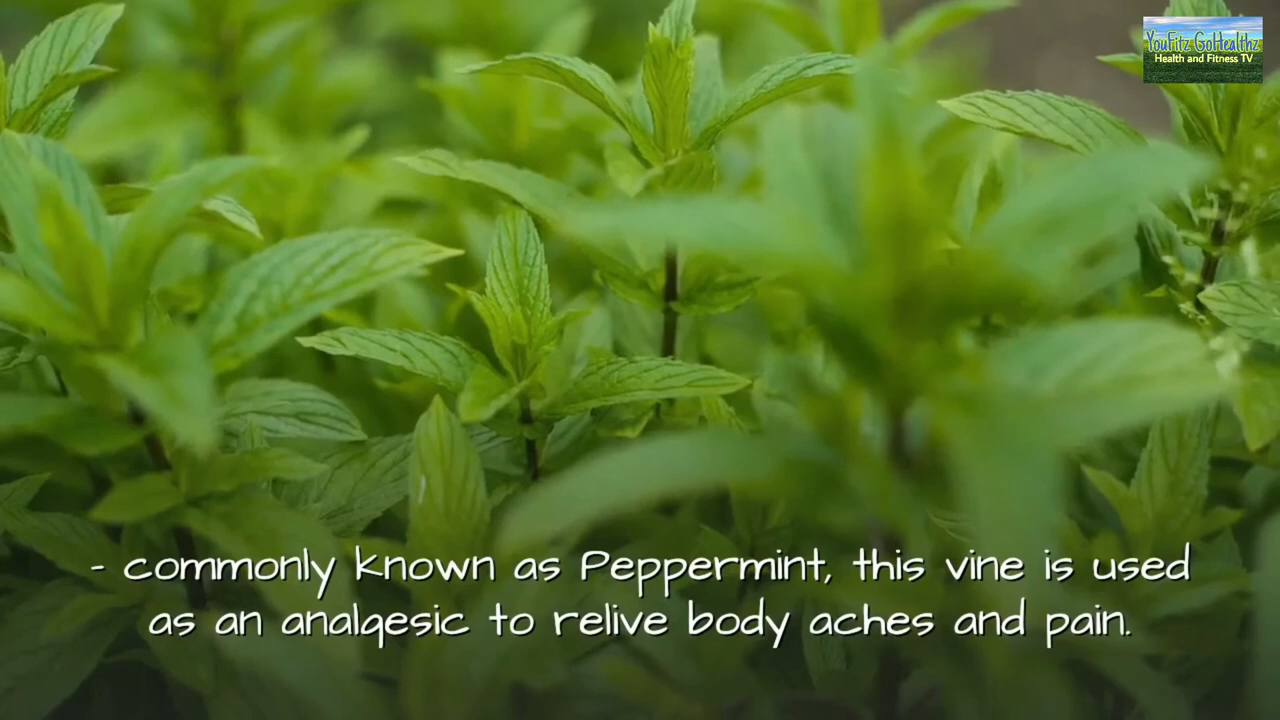 YouFitz GoHealthz
Health and Fitness TV
- commonly known as Peppermint, this vine is used
as an analgesic to relive body aches and pain.